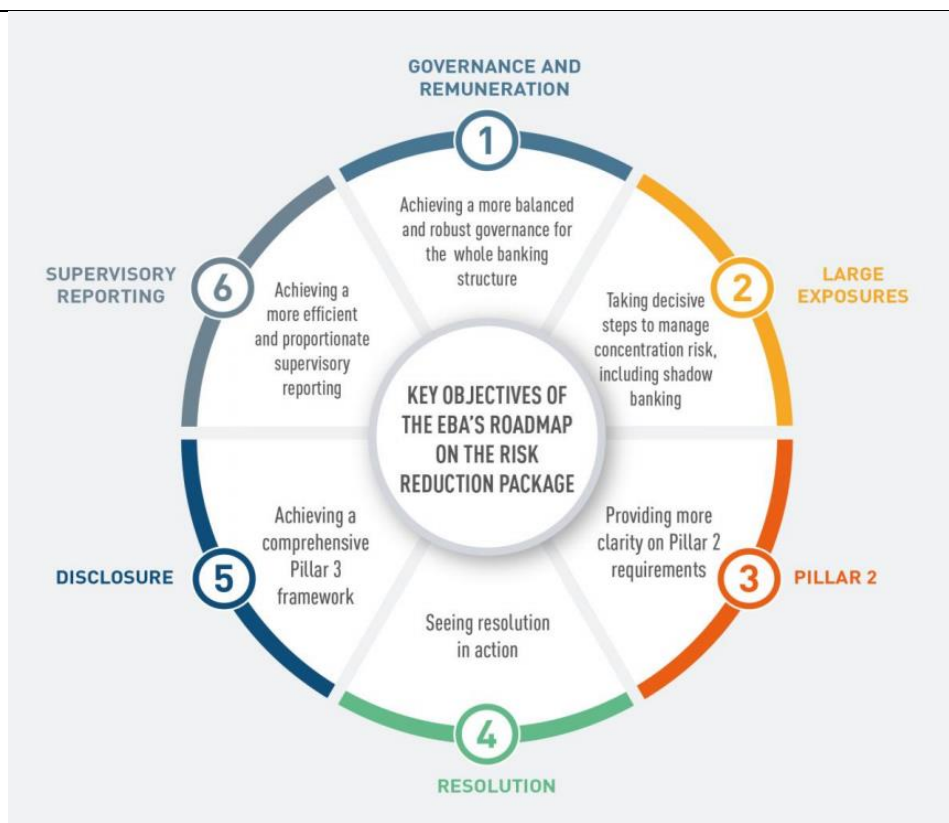 GOVERNANCE AND
REMUNERATION
1
Achieving a more balanced
and robust governance for
the whole banking
structure
LARGE
EXPOSURES
2
Taking decisive
steps to manage
concentration risk,
including shadow
banking
PILLAR 2
3
Providing more
clarity on Pillar 2
requirements
4
RESOLUTION
Seeing resolution
in action
DISCLOSURE
5
Achieving a
comprehensive
Pillar 3
framework
SUPERVISORY
REPORTING
6
Achieving a
more efficient
and proportionate
supervisory
reporting
KEY OBJECTIVES OF
THE EBA'S ROADMAP
ON THE RISK
REDUCTION PACKAGE